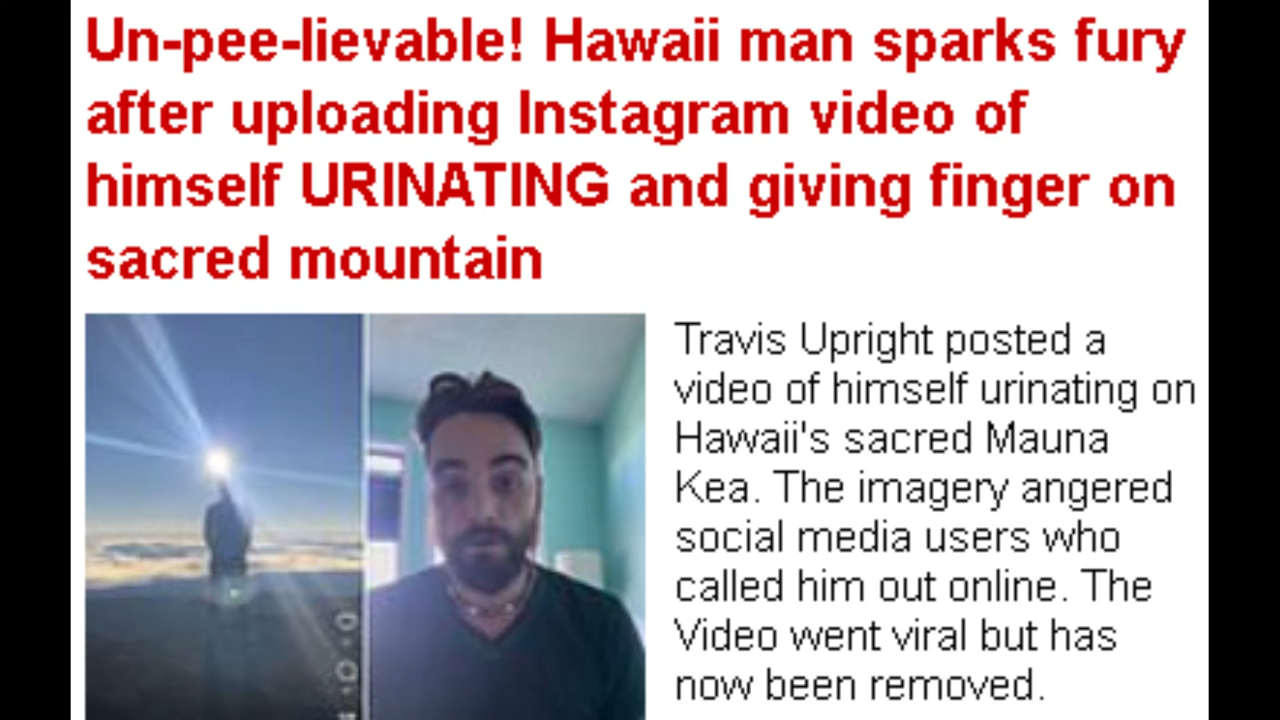 Un-pee-lievable! Hawaii man sparks fury
after uploading Instagram video of
himself URINATING and giving finger on
sacred mountain
Travis Upright posted a
video of himself urinating on
Hawaii's sacred Mauna
Kea. The imagery angered
social media users who
called him out online. The
Video went viral but has
now been removed.